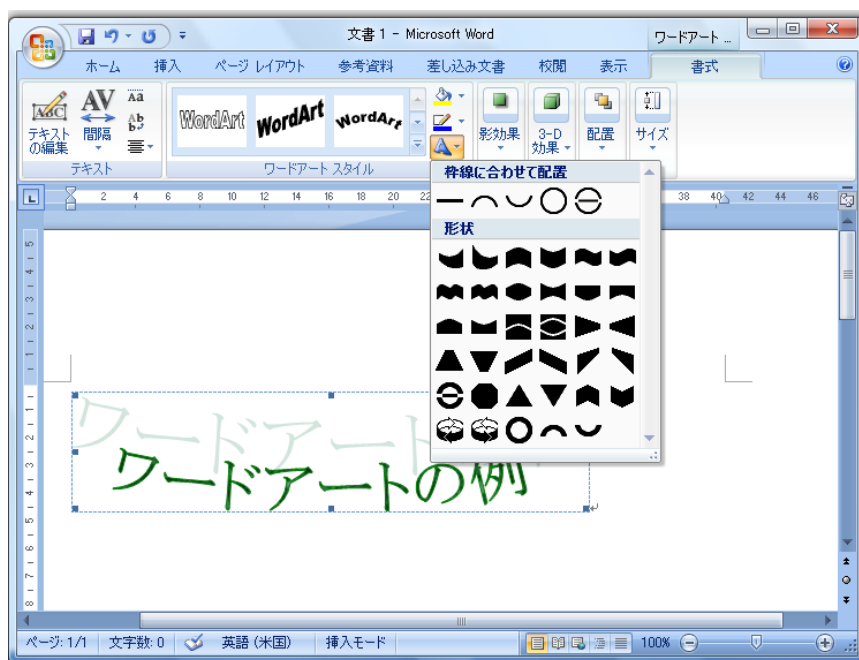 文書 1 - Microsoft Word
ワードアート ...
ホーム 挿入 ページ レイアウト 参考資料 差し込み文書 校閲 表示 書式
WordArt WordArt WordArt
テキスト
の編集
間隔
影効果
3-D
効果
配置
サイズ
テキスト
ワードアート スタイル
枠線に合わせて配置
形状
2 4 6 8 10 12 14 16 18 20 22 38 40 42 44 46
ワードアート
ワードアートの例
ページ: 1/1 文字数: 0 英語 (米国) 挿入モード 100%